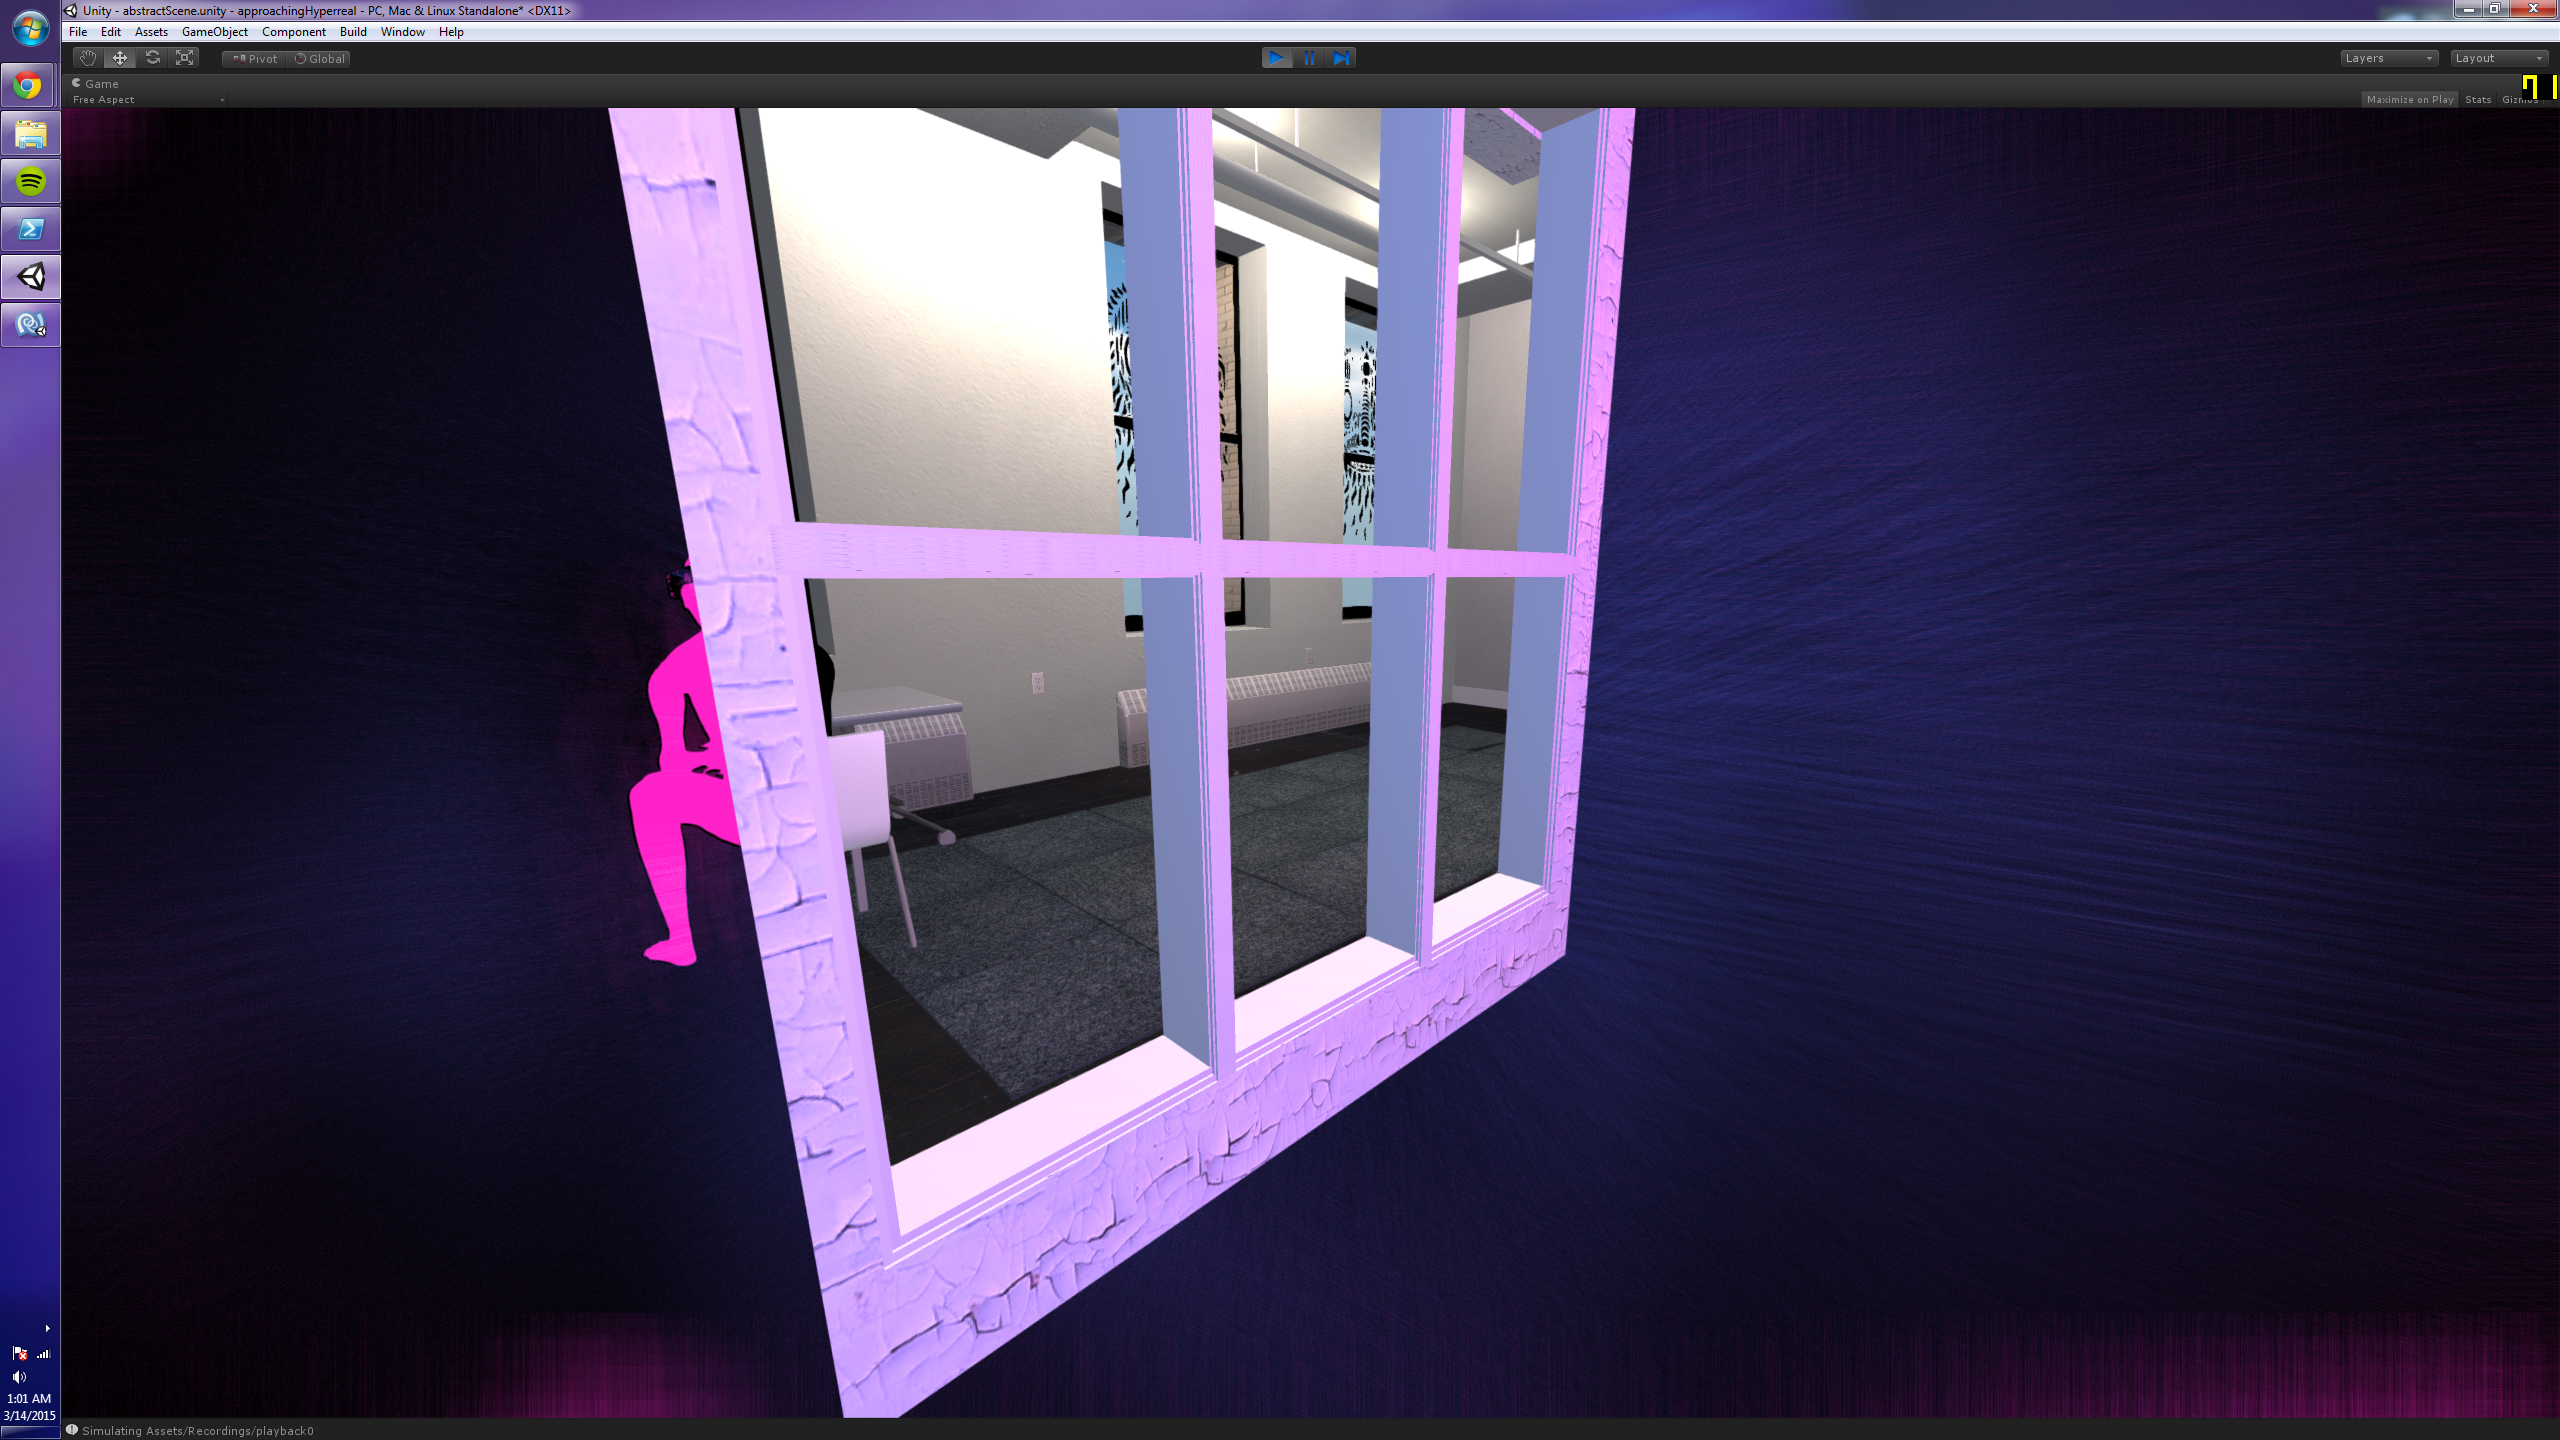 Unity - abstractScene.unity - approachingHyperreal - PC, Mac & Linux Standalone* <DX11>
File Edit Assets GameObject Component Build Window Help
Pivot Global Layers Layout
Game
Free Aspect Maximize on Play Stats
71
1:01 AM
3/14/2015
Simulating Assets/Recordings/playback0